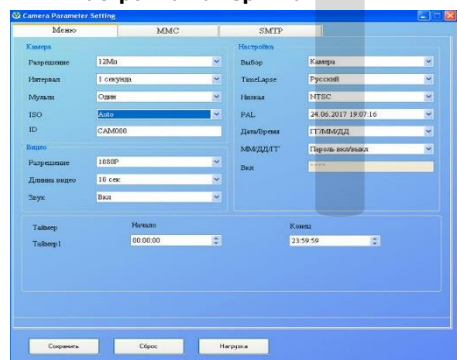 Camera Parameter Setting
Меню MMC SMTP
Камера
Разрешение 12Мп
Интервал 1 секунда
Мульти Один
ISO Auto
ID CAM000
Видео
Разрешение 1080P
Длинна видео 10 сек
Звук Вкл
Настройки
Выбор Камера
TimeLapse Русский
Низкая NTSC
PAL 24.06.2017 19:07:16
Дата/Время ГГ/ММ/ДД
ММ/ДД/ГГ Пароль вкл/выкл
Вкл ****
Таймер Начало Конец
Таймер1 00:00:00 23:59:59
Сохранить Сброс Нагрузка